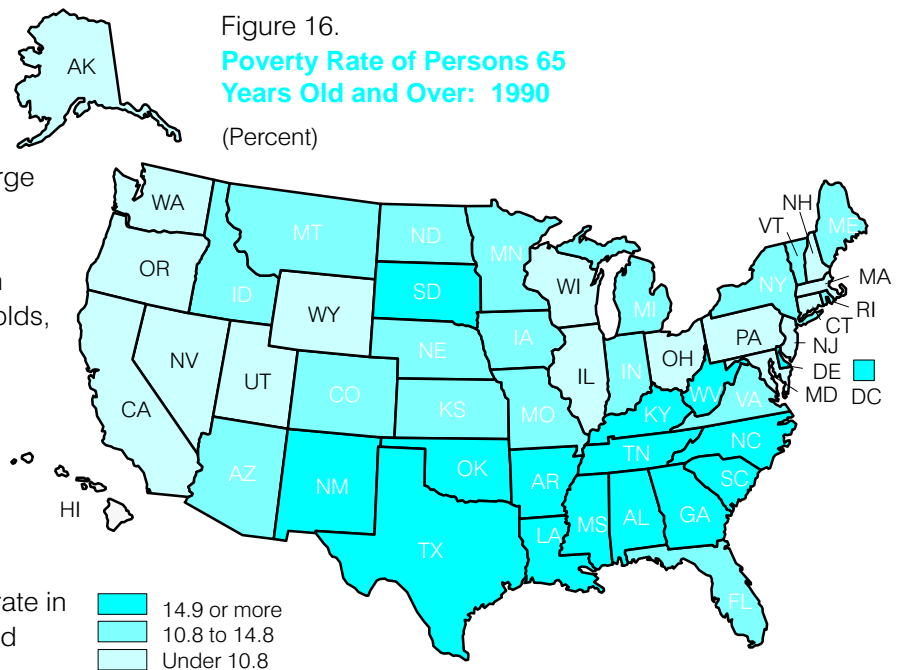 Figure 16.
Poverty Rate of Persons 65
Years Old and Over: 1990
(Percent)
AK
rge
olds,
rate in
WA
MT
ND
MN
OR
ID
SD
WI
MI
WY
NE
IA
NV
UT
CO
KS
MO
IL
IN
OH
PA
NY
VT
NH
ME
MA
RI
CT
NJ
DE
MD
DC
CA
AZ
NM
OK
TX
AR
LA
MS
AL
GA
TN
KY
WV
VA
NC
SC
FL
HI
14.9 or more
10.8 to 14.8
Under 10.8